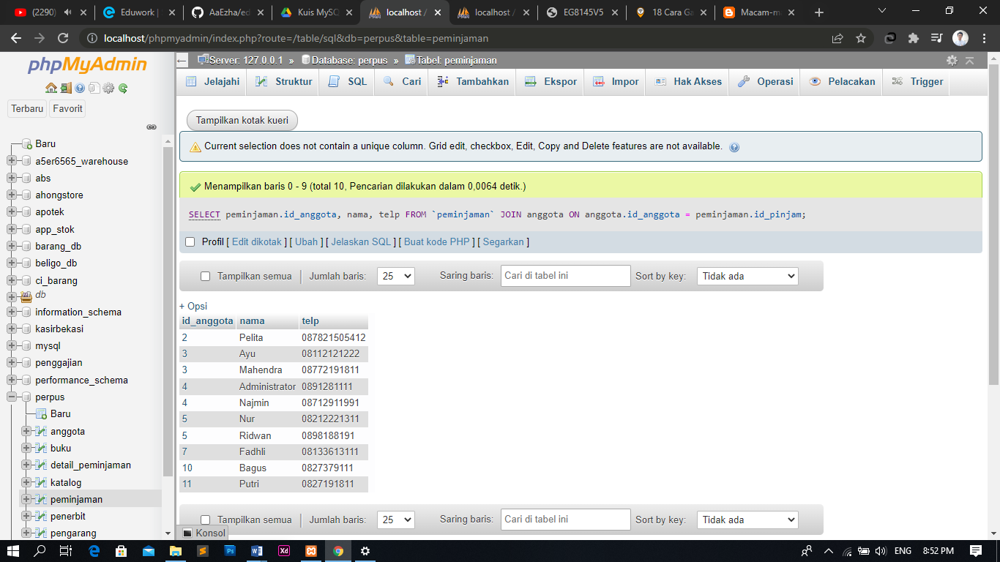 (2290)
Eduwork |
AaEzha/ed
Kuis MySQ
localhost /
localhost /
EG8145V5
18 Cara Ga
Macam-ma
localhost/phpmyadmin/index.php?route=/table/sql&db=perpus&table=peminjaman
phpMyAdmin
Terbaru Favorit
Baru
a5er6565_warehouse
abs
ahongstore
apotek
app_stok
barang_db
beligo_db
ci_barang
db
information_schema
kasirbekasi
mysql
penggajian
performance_schema
perpus
Baru
anggota
buku
detail_peminjaman
katalog
peminjaman
penerbit
pengarang
Server: 127.0.0.1 » Database: perpus » Tabel: peminjaman
Jelajahi Struktur SQL Cari Tambahkan Ekspor Impor Hak Akses Operasi Pelacakan Trigger
Tampilkan kotak kueri
Current selection does not contain a unique column. Grid edit, checkbox, Edit, Copy and Delete features are not available.
Menampilkan baris 0 - 9 (total 10, Pencarian dilakukan dalam 0,0064 detik.)
SELECT peminjaman.id_anggota, nama, telp FROM `peminjaman` JOIN anggota ON anggota.id_anggota = peminjaman.id_pinjam;
Profil [ Edit dikotak ] [ Ubah ] [ Jelaskan SQL ] [ Buat kode PHP ] [ Segarkan ]
Tampilkan semua | Jumlah baris: 25 Saring baris: Cari di tabel ini Sort by key: Tidak ada
+ Opsi
id_anggota nama telp
2 Pelita 087821505412
3 Ayu 08112121222
3 Mahendra 08772191811
4 Administrator 0891281111
4 Najmin 08712911991
5 Nur 08212221311
5 Ridwan 0898188191
7 Fadhli 08133613111
10 Bagus 0827379111
11 Putri 0827191811
Tampilkan semua | Jumlah baris: 25 Saring baris: Cari di tabel ini Sort by key: Tidak ada
Konsol
ENG 8:52 PM